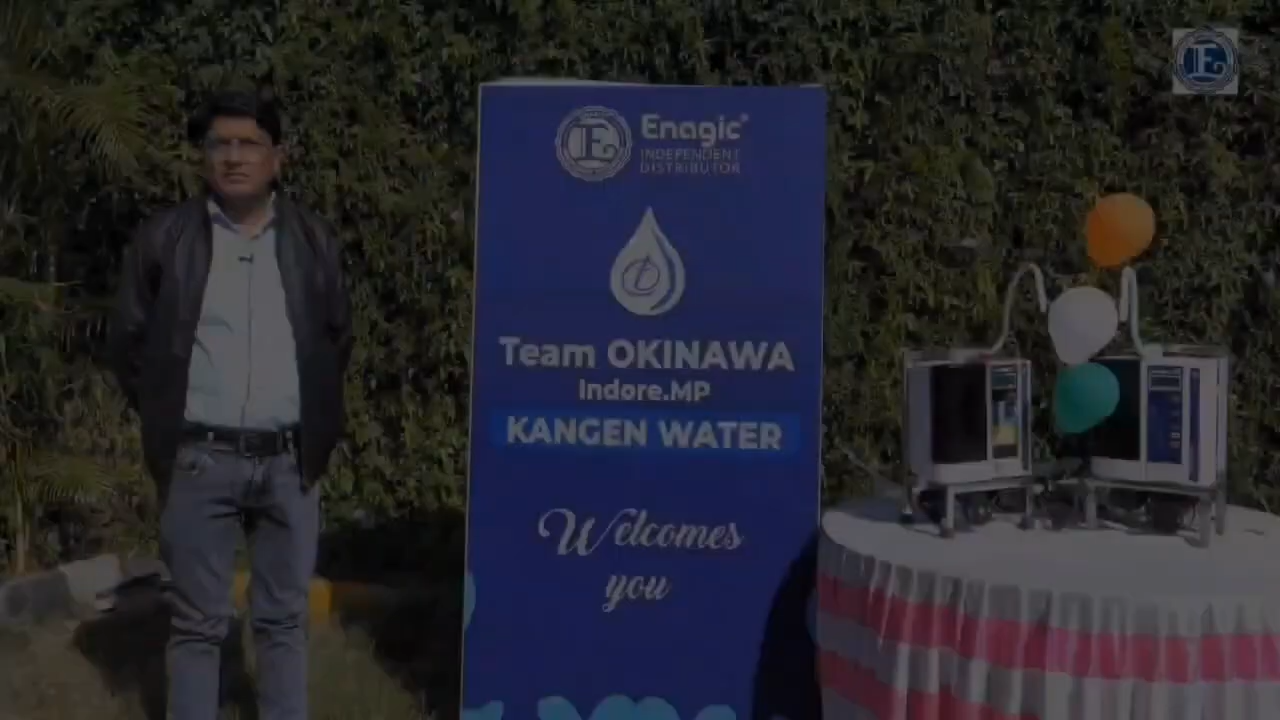 E
Enagic®
INDEPENDENT
DISTRIBUTOR
Team OKINAWA
Indore.MP
KANGEN WATER
Welcomes
you
E